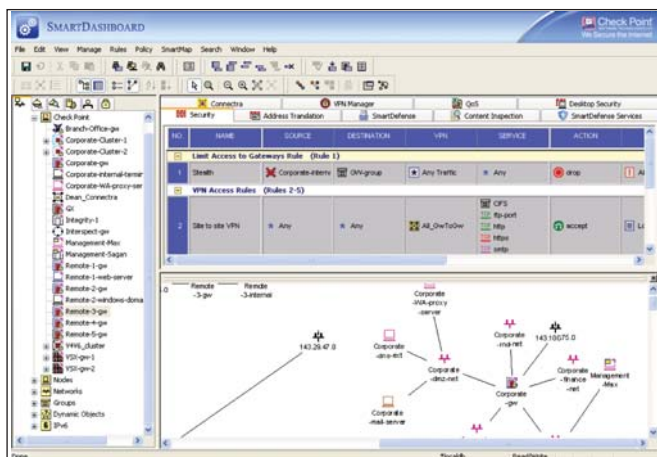 SMARTDASHBOARD
Check Point
We Secure the Internet.
File Edit View Manage Rules Policy SmartMap Search Window Help
Check Point
Branch-Office-gw
Corporate-Cluster-1
Corporate-Cluster-2
Corporate-gw
Corporate-internal-termin
Corporate-WA-proxy-ser
Dean_Connectra
GX
Integrity-1
Interspect-gw
Management-Max
Management-Sagan
Remote-1-gw
Remote-1-web-server
Remote-2-gw
Remote-2-windows-doma
Remote-3-gw
Remote-4-gw
Remote-5-gw
V4V6_cluster
VSX-gw-1
VSX-gw-2
Nodes
Networks
Groups
Dynamic Objects
IPv6
Done
Connectra VPN Manager QoS Desktop Security
Security Address Translation SmartDefense Content Inspection SmartDefense Services
NO. NAME SOURCE DESTINATION VPN SERVICE ACTION
Limit Access to Gateways Rule (Rule 1)
1 Stealth Corporate-interna GW-group Any Traffic Any drop
VPN Access Rules (Rules 2-5)
2 Site to site VPN Any Any All_GwToGw CIFS accept
ftp-port
http
https
smtp
Remote -3-gw
Remote -3-internal
143.29.47.0
Corporate -WA-proxy -server
Corporate -dns-ext
Corporate -dmz-net
Corporate -mail-server
Corporate -rnd-net
Corporate -gw
Corporate -finance -net
Management -Max